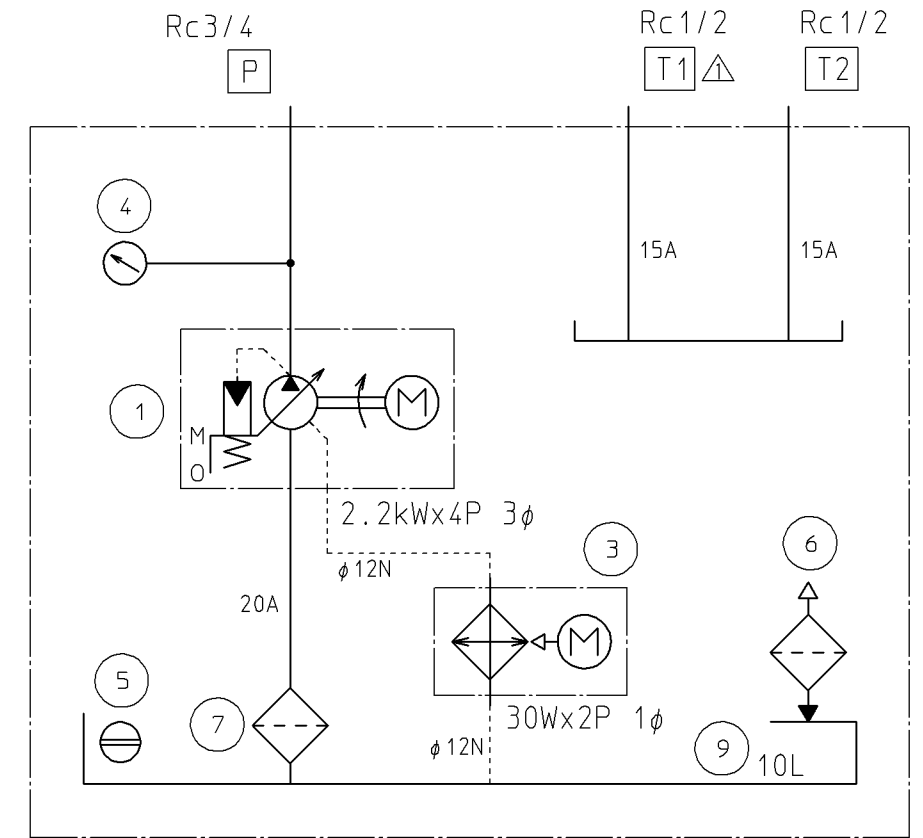 Rc3/4
Rc1/2
Rc1/2
P
T1
1
T2
4
15A
15A
1
M
O
M
2.2kWx4P 3ϕ
3
6
ϕ12N
20A
M
5
7
30Wx2P 1ϕ
ϕ12N
9
10L